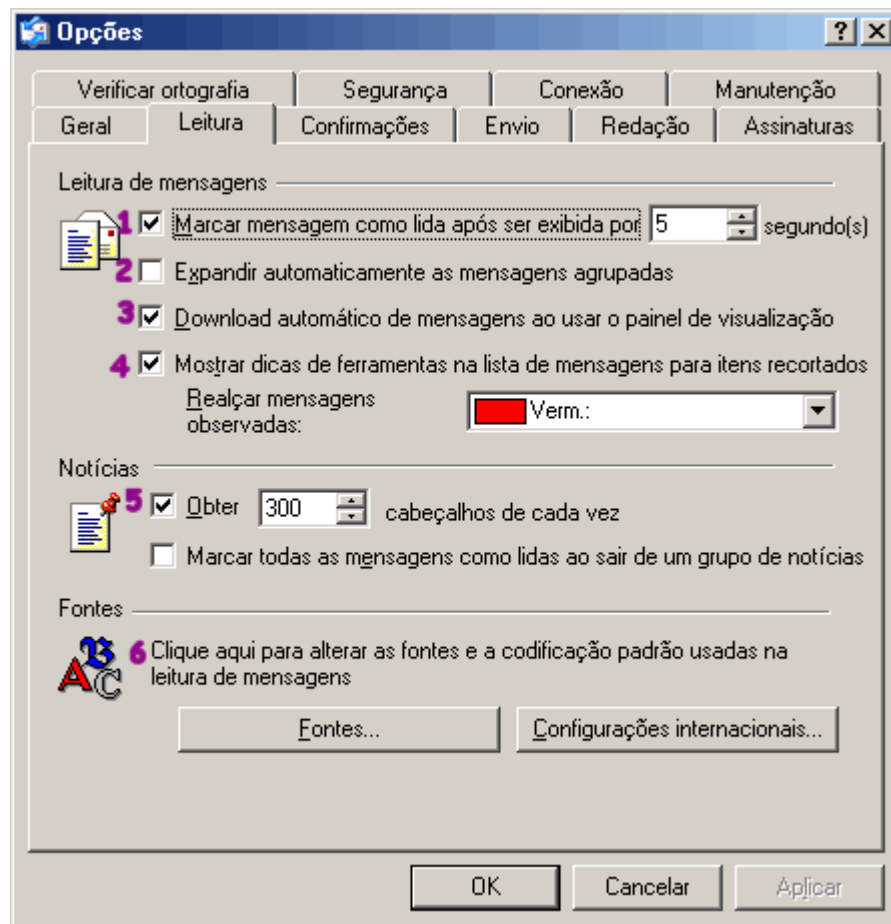 Opções
Verificar ortografia Segurança Conexão Manutenção
Geral Leitura Confirmações Envio Redação Assinaturas
Leitura de mensagens
1 Marcar mensagem como lida após ser exibida por 5 segundo(s)
2 Expandir automaticamente as mensagens agrupadas
3 Download automático de mensagens ao usar o painel de visualização
4 Mostrar dicas de ferramentas na lista de mensagens para itens recortados
Realçar mensagens
observadas:
Verm.:
Notícias
5 Obter 300 cabeçalhos de cada vez
Marcar todas as mensagens como lidas ao sair de um grupo de notícias
Fontes
6 Clique aqui para alterar as fontes e a codificação padrão usadas na
leitura de mensagens
Fontes... Configurações internacionais...
OK Cancelar Aplicar